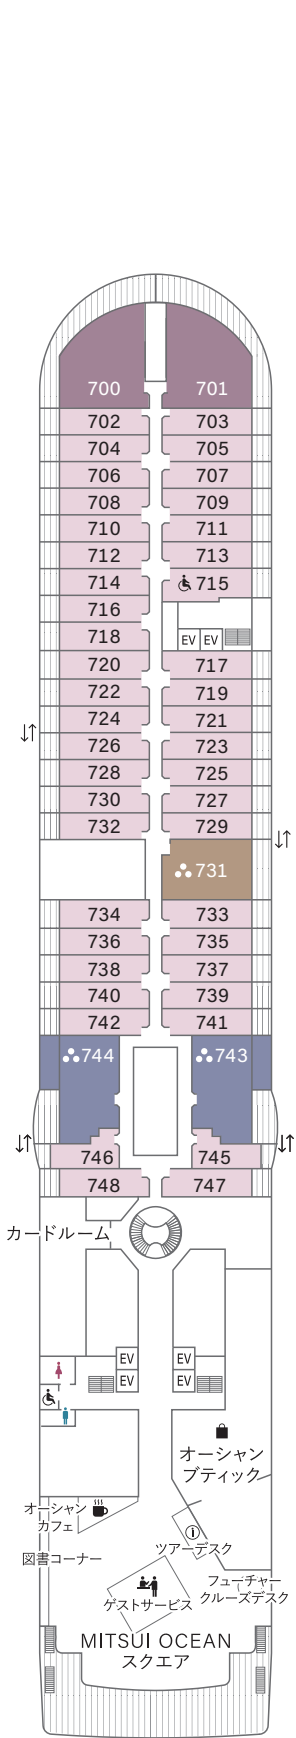 700 701
702 703
704 705
706 707
708 709
710 711
712 713
714 715
716
718 EV EV
720 717
722 719
724 721
726 723
728 725
730 727
732 729
731
734 733
736 735
738 737
740 739
742 741
744 743
746 745
748 747
カードルーム
EV EV
EV EV
オーシャン
ブティック
オーシャン
カフェ
ツアーデスク
図書コーナー
フューチャー
クルーズデスク
ゲストサービス
MITSUI OCEAN
スクエア